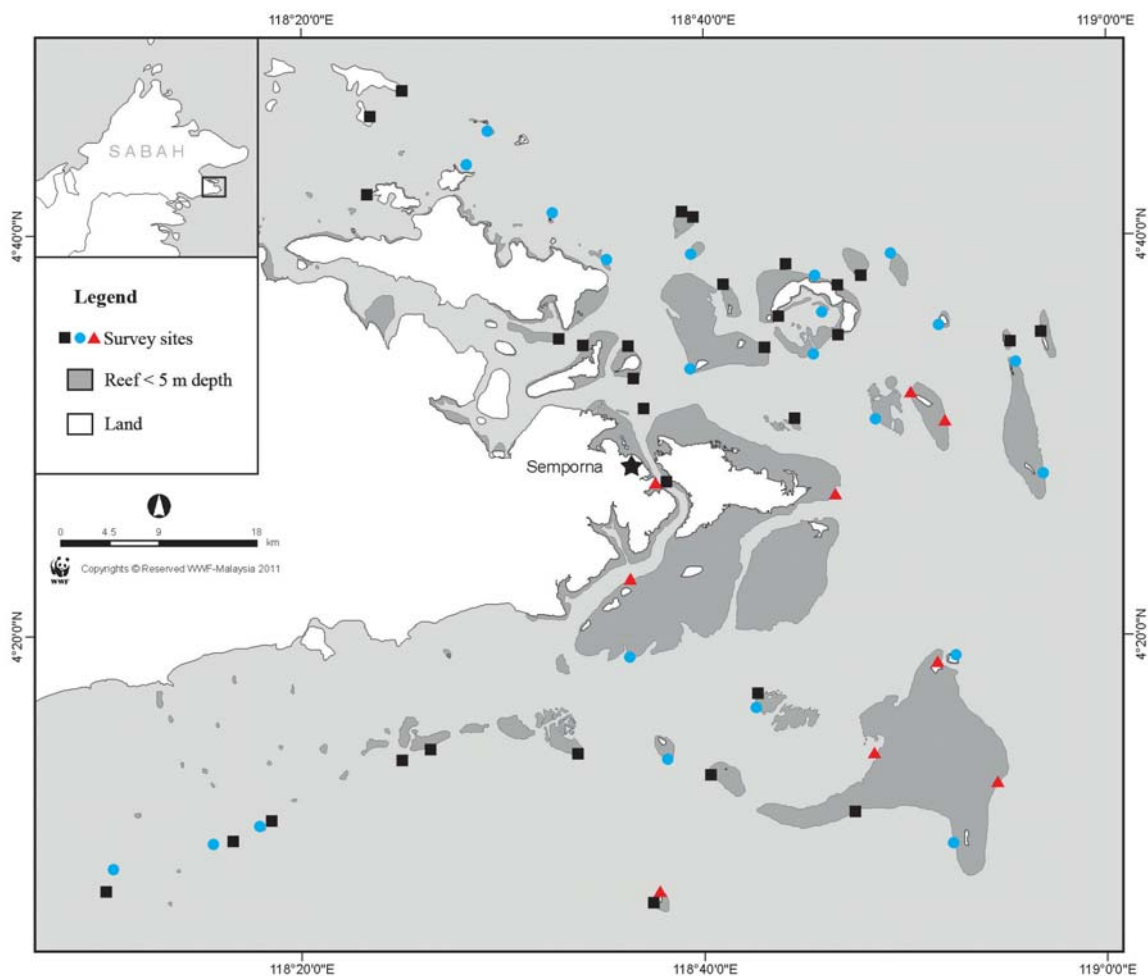 118°20'0"E 118°40'0"E 119°0'0"E
SABAH
4°40'0"N 4°40'0"N
Legend
Survey sites
Reef < 5 m depth
Land
Semporna
0 4.5 9 18
km
WWF Copyrights © Reserved WWF-Malaysia 2011
4°20'0"N 4°20'0"N
118°20'0"E 118°40'0"E 119°0'0"E